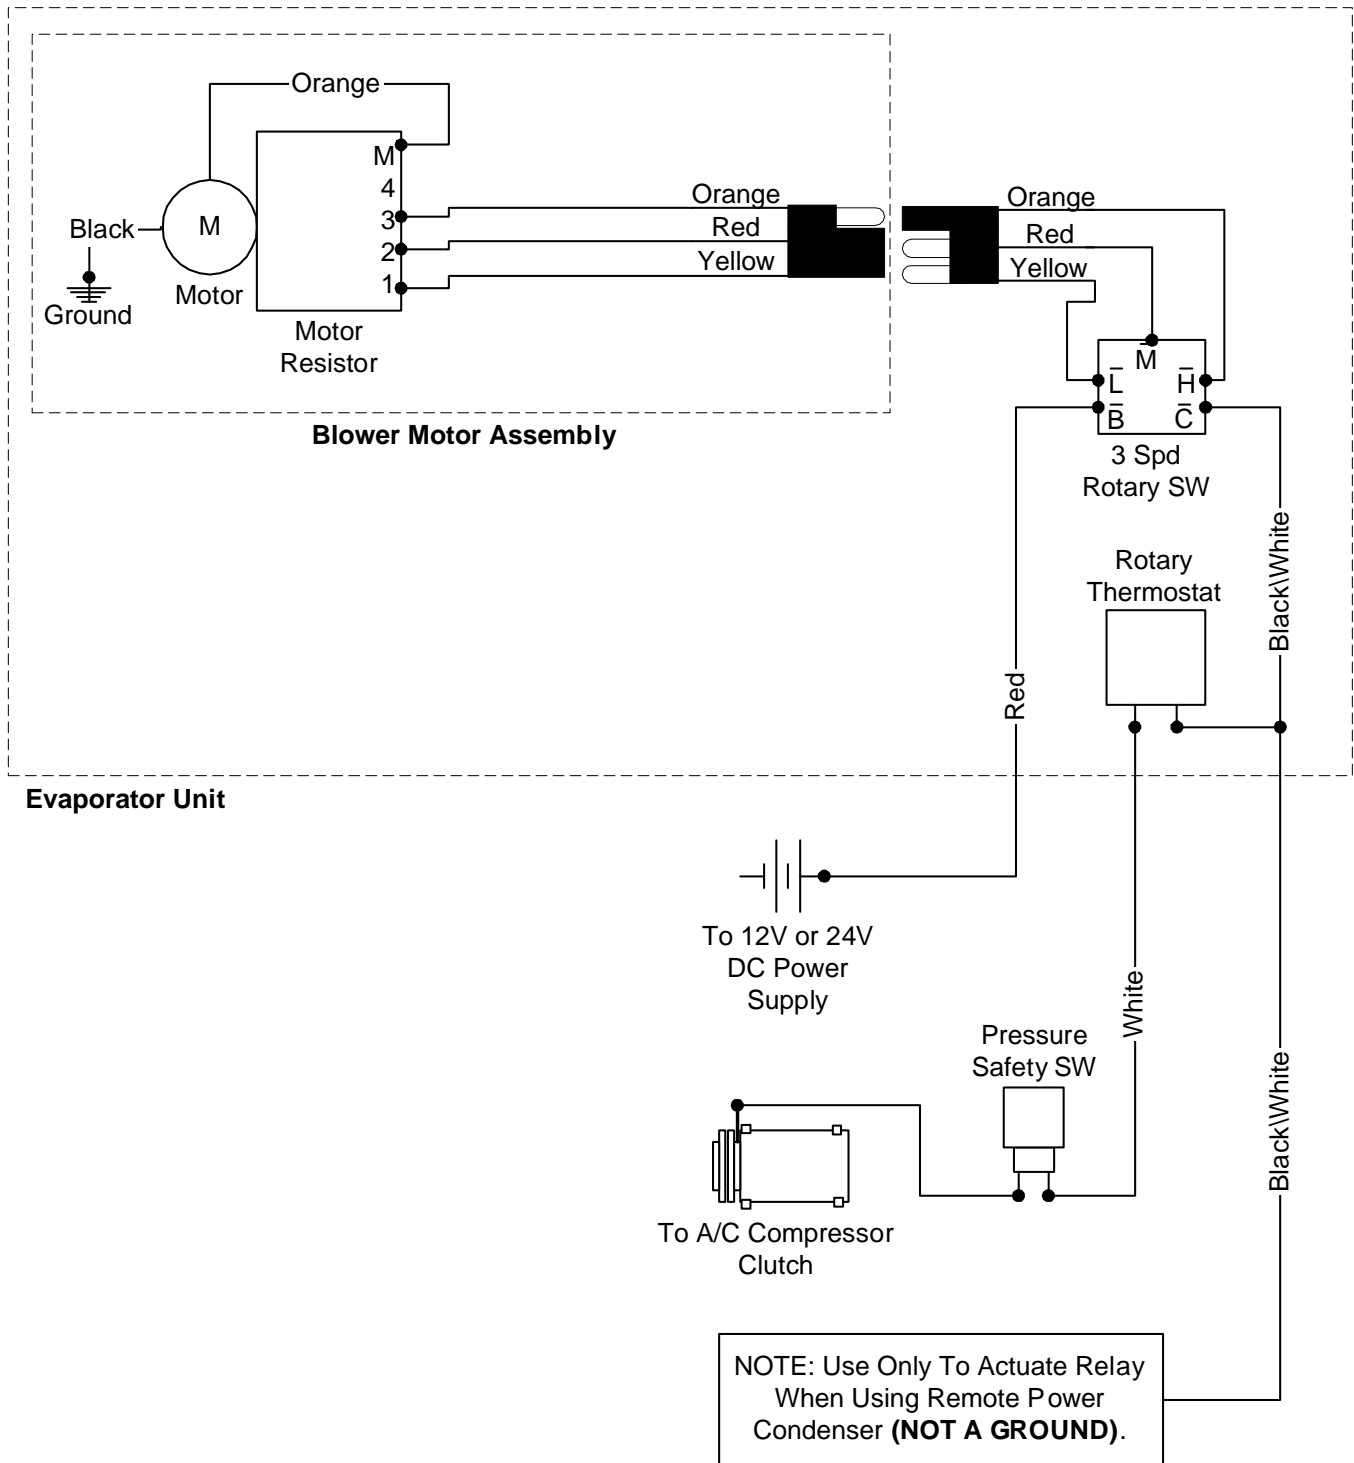 Orange
M
4
3
2
1
Black
M
Motor
Ground
Motor
Resistor
Orange
Red
Yellow
Orange
Red
Yellow
Blower Motor Assembly
M
L
H
B
C
3 Spd
Rotary SW
Rotary
Thermostat
Black\White
Red
Evaporator Unit
To 12V or 24V
DC Power
Supply
White
Pressure
Safety SW
Black\White
To A/C Compressor
Clutch
NOTE: Use Only To Actuate Relay
When Using Remote Power
Condenser (NOT A GROUND).